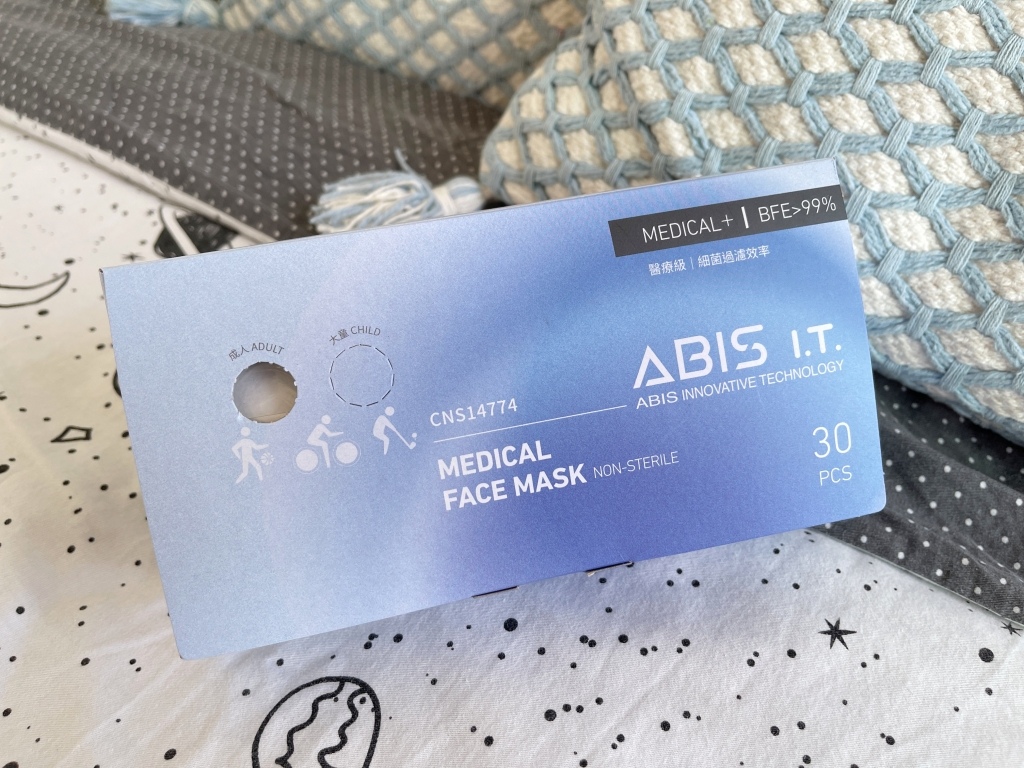 MEDICAL+ | BFE>99%
醫療級|細菌過濾效率
成人 ADULT
大童 CHILD
ABIS I.T.
ABIS INNOVATIVE TECHNOLOGY
CNS14774
MEDICAL
FACE MASK NON-STERILE
30
PCS